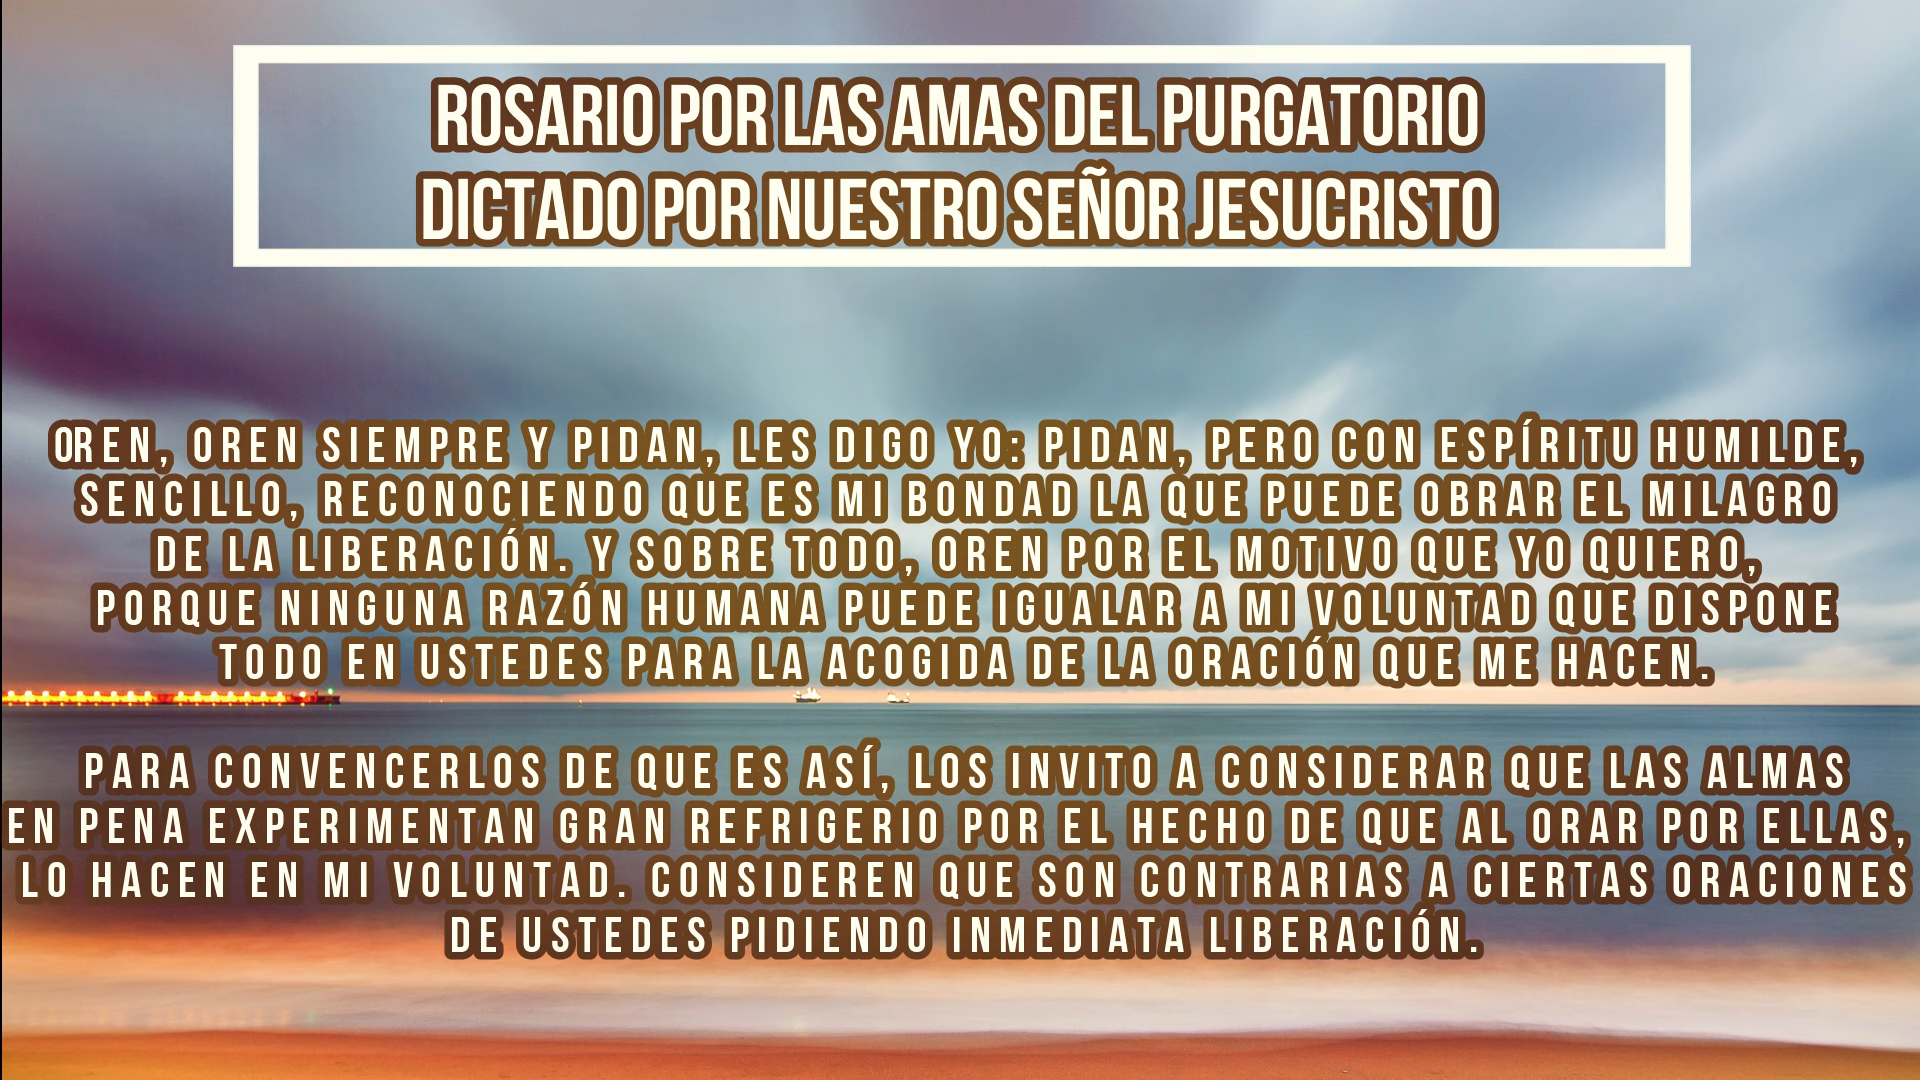 ROSARIO POR LAS AMAS DEL PURGATORIO
DICTADO POR NUESTRO SEÑOR JESUCRISTO
OREN, OREN SIEMPRE Y PIDAN, LES DIGO YO: PIDAN, PERO CON ESPÍRITU HUMILDE,
SENCILLO, RECONOCIENDO QUE ES MI BONDAD LA QUE PUEDE OBRAR EL MILAGRO
DE LA LIBERACIÓN. Y SOBRE TODO, OREN POR EL MOTIVO QUE YO QUIERO,
PORQUE NINGUNA RAZÓN HUMANA PUEDE IGUALAR A MI VOLUNTAD QUE DISPONE
TODO EN USTEDES PARA LA ACOGIDA DE LA ORACIÓN QUE ME HACEN.
PARA CONVENCERLOS DE QUE ES ASÍ, LOS INVITO A CONSIDERAR QUE LAS ALMAS
EN PENA EXPERIMENTAN GRAN REFRIGERIO POR EL HECHO DE QUE AL ORAR POR ELLAS,
LO HACEN EN MI VOLUNTAD. CONSIDEREN QUE SON CONTRARIAS A CIERTAS ORACIONES
DE USTEDES PIDIENDO INMEDIATA LIBERACIÓN.